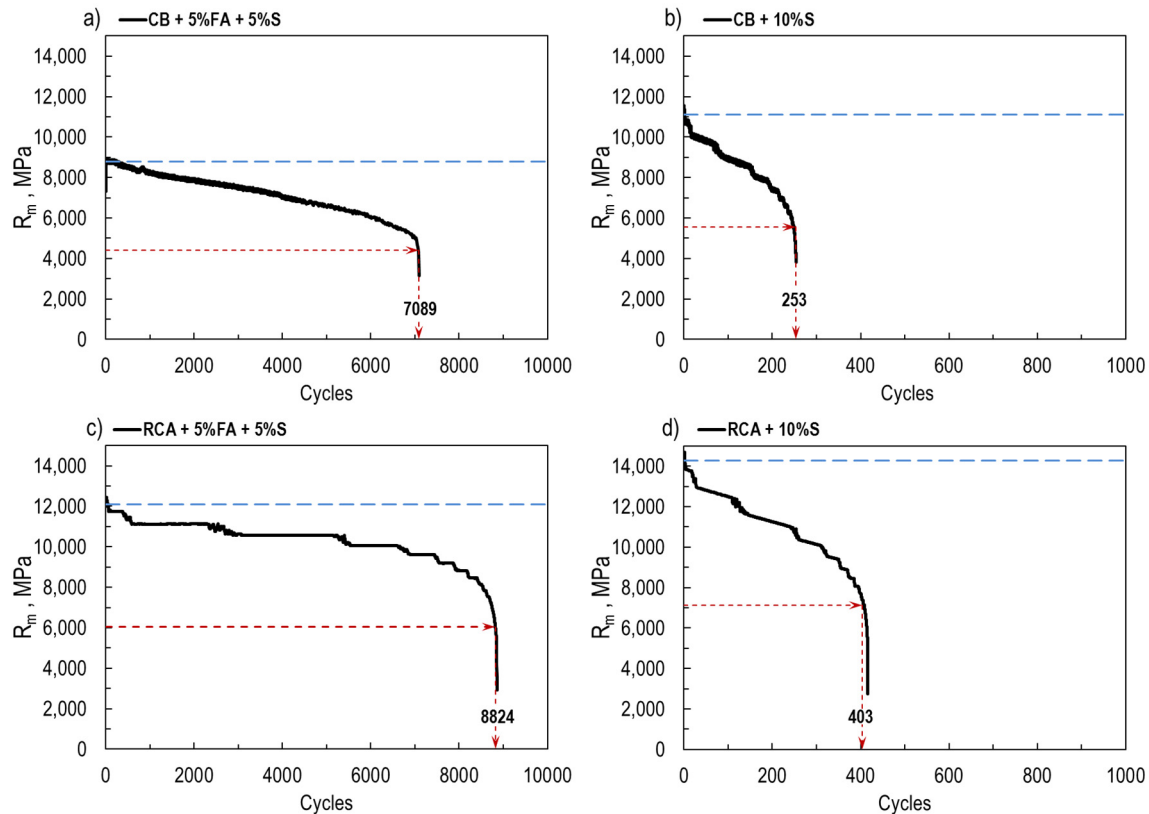 a) CB + 5%FA + 5%S
14,000
12,000
10,000
8,000
6,000
4,000
2,000
0
Rₘ , MPa
7089
0 2000 4000 6000 8000 10000
Cycles
b) CB + 10%S
14,000
12,000
10,000
8,000
6,000
4,000
2,000
0
Rₘ , MPa
253
0 200 400 600 800 1000
Cycles
c) RCA + 5%FA + 5%S
14,000
12,000
10,000
8,000
6,000
4,000
2,000
0
Rₘ , MPa
8824
0 2000 4000 6000 8000 10000
Cycles
d) RCA + 10%S
14,000
12,000
10,000
8,000
6,000
4,000
2,000
0
Rₘ , MPa
403
0 200 400 600 800 1000
Cycles